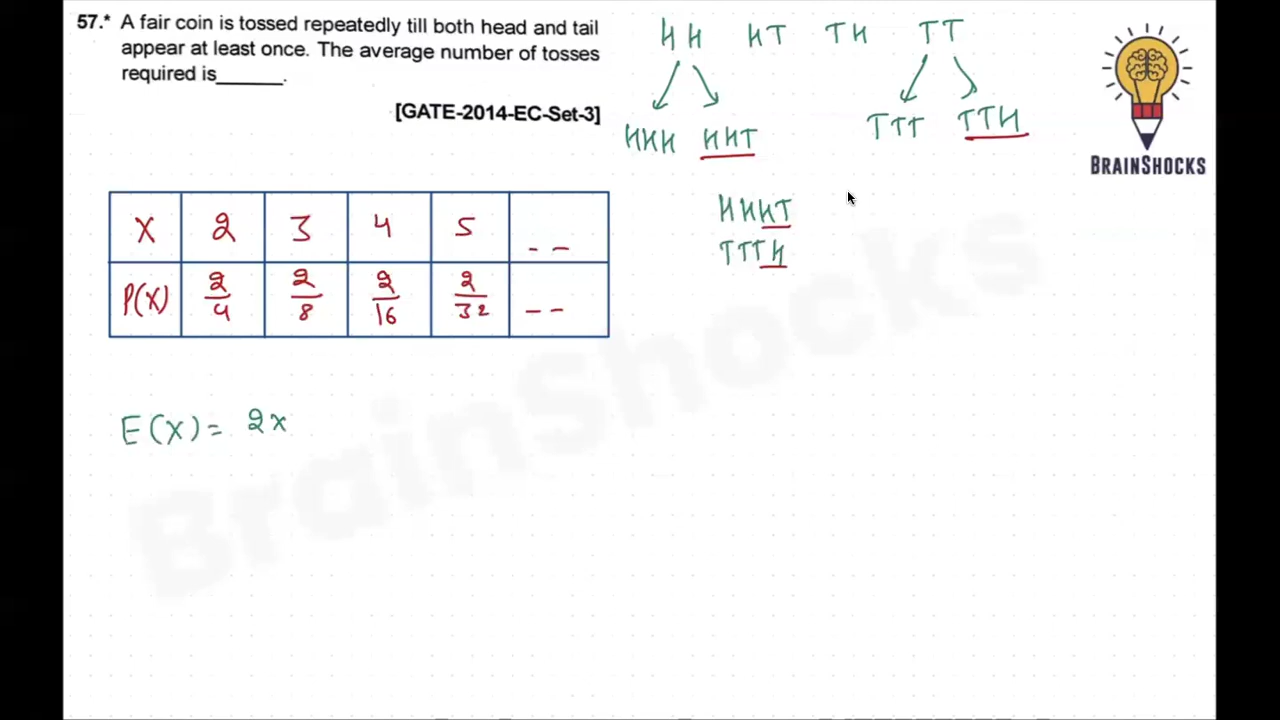 57.* A fair coin is tossed repeatedly till both head and tail
appear at least once. The average number of tosses
required is______.
[GATE-2014-EC-Set-3]
HH HT TH TT
HHH HHT TTT TTH
HHHT
TTTH
BRAINSHOCKS
X 2 3 4 5 --
P(X) 2/4 2/8 2/16 2/32 --
E(X) = 2x
BrainShocks